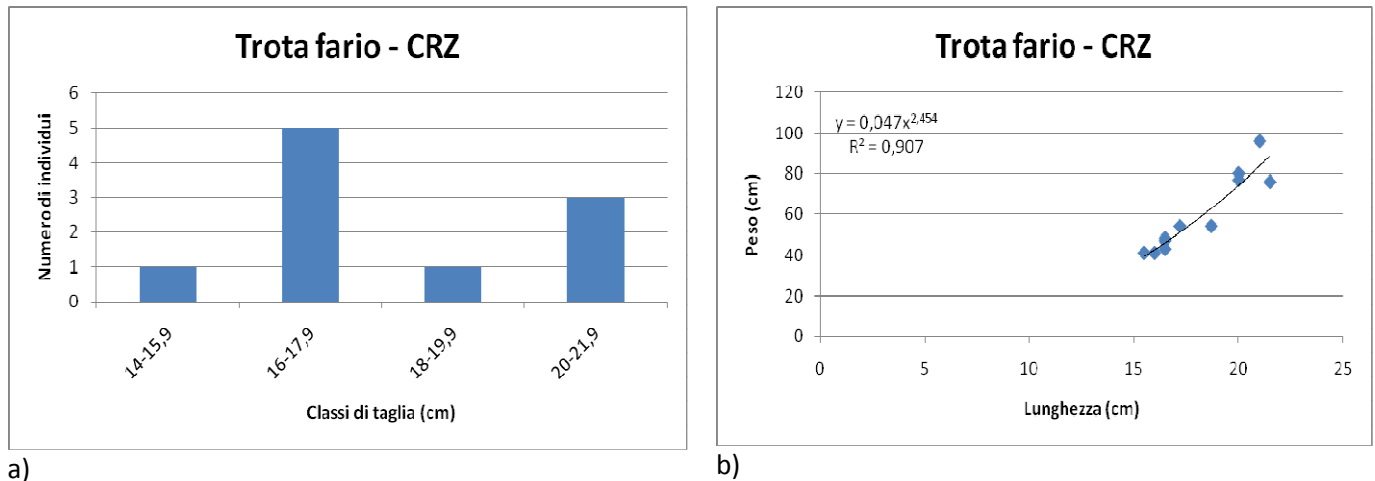 Trota fario - CRZ
6
5
4
3
2
1
0
Numero di individui
14-15,9
16-17,9
18-19,9
20-21,9
Classi di taglia (cm)
a)
Trota fario - CRZ
120
100
80
60
40
20
0
Peso (cm)
y = 0,047x^2,454
R² = 0,907
0 5 10 15 20 25
Lunghezza (cm)
b)